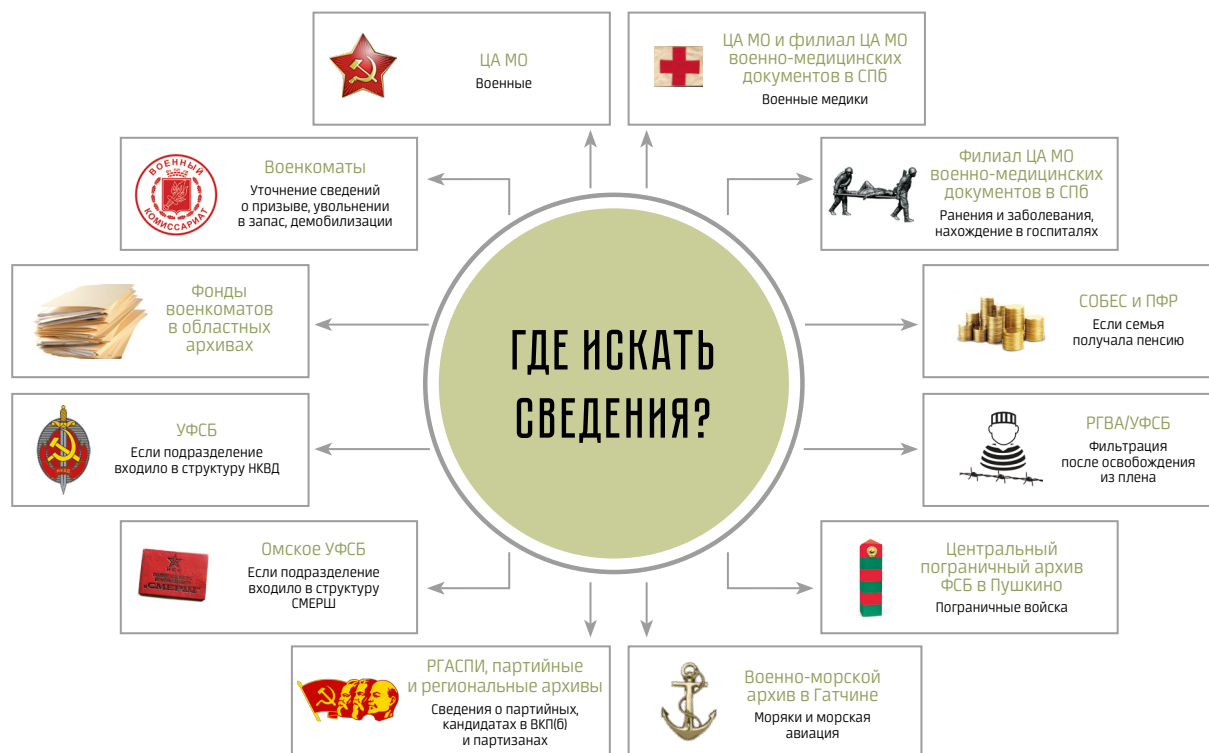 ЦА МО
Военные
ЦА МО и филиал ЦА МО
военно-медицинских
документов в СПб
Военные медики
ВОЕННЫЙ
КОМИССАРИАТ
Военкоматы
Уточнение сведений
о призыве, увольнении
в запас, демобилизации
Филиал ЦА МО
военно-медицинских
документов в СПб
Ранения и заболевания,
нахождение в госпиталях
Фонды
военкоматов
в областных
архивах
ГДЕ ИСКАТЬ
СВЕДЕНИЯ?
СОБЕС и ПФР
Если семья
получала пенсию
НКВД
УФСБ
Если подразделение
входило в структуру НКВД
РГВА/УФСБ
Фильтрация
после освобождения
из плена
"СМЕРШ"
Омское УФСБ
Если подразделение
входило в структуру
СМЕРШ
Центральный
пограничный архив
ФСБ в Пушкино
Пограничные войска
РГАСПИ, партийные
и региональные архивы
Сведения о партийных,
кандидатах в ВКП(б)
и партизанах
Военно-морской
архив в Гатчине
Моряки и морская
авиация